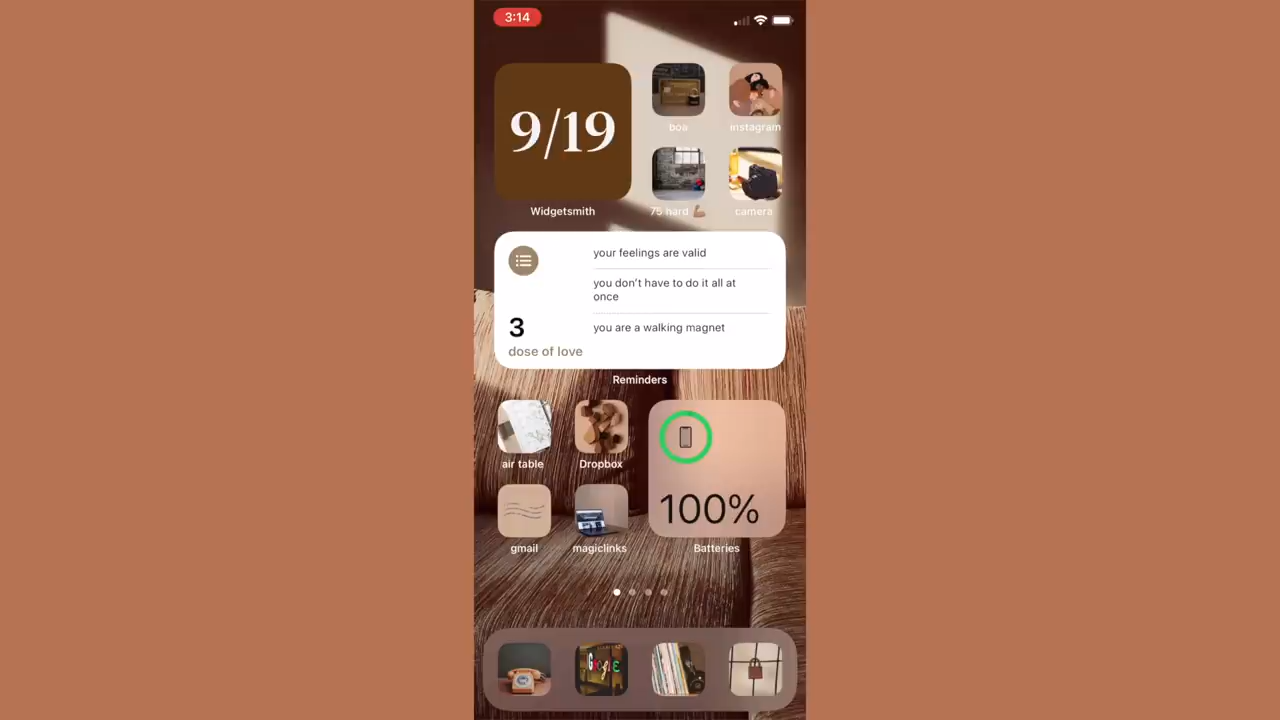 3:14
9/19
Widgetsmith
boa
instagram
75 hard 💪🏽
camera
your feelings are valid
you don't have to do it all at
once
you are a walking magnet
3
dose of love
Reminders
air table
Dropbox
gmail
magiclinks
100%
Batteries
Google